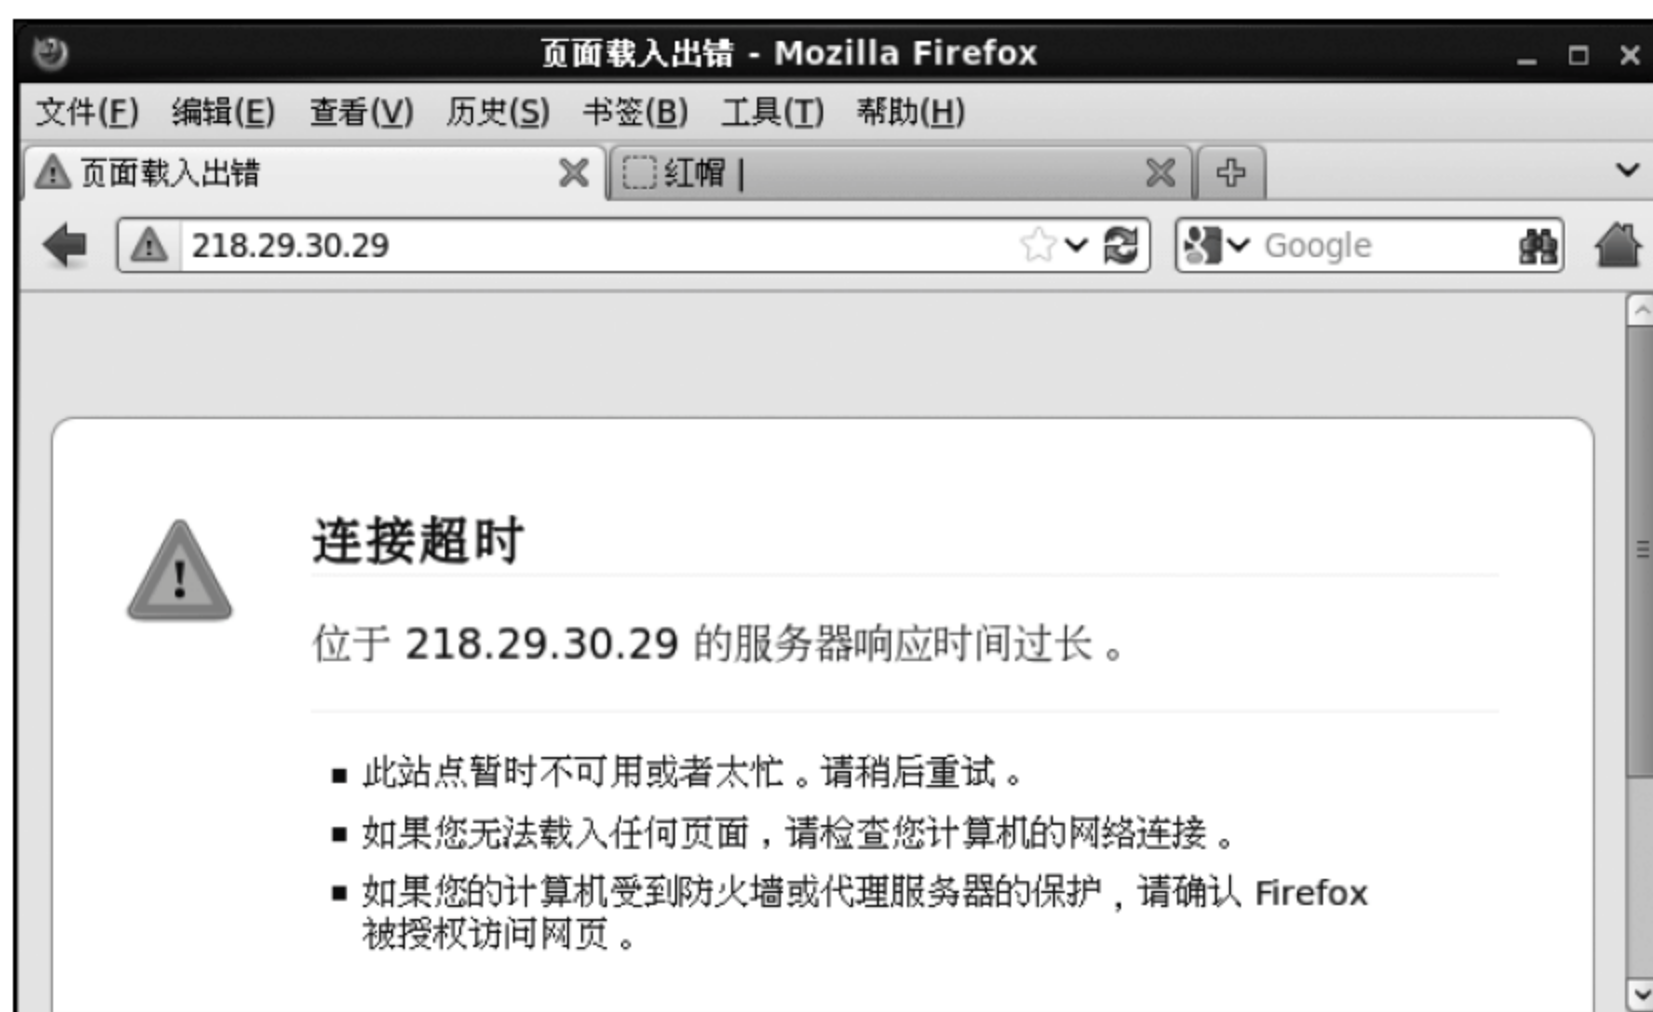 页面载入出错 - Mozilla Firefox
文件(F) 编辑(E) 查看(V) 历史(S) 书签(B) 工具(T) 帮助(H)
页面载入出错 红帽 |
218.29.30.29 Google
连接超时
位于 218.29.30.29 的服务器响应时间过长。
此站点暂时不可用或者太忙。请稍后重试。
如果您无法载入任何页面，请检查您计算机的网络连接。
如果您的计算机受到防火墙或代理服务器的保护，请确认 Firefox
被授权访问网页。